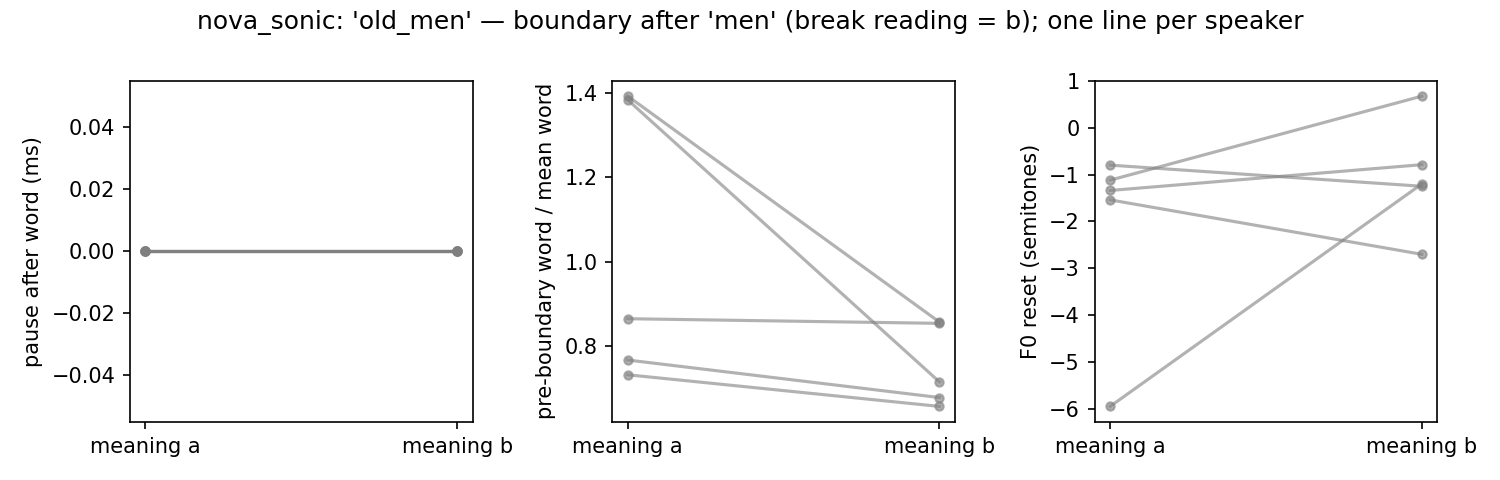 nova_sonic: 'old_men' — boundary after 'men' (break reading = b); one line per speaker
pause after word (ms)
0.04
0.02
0.00
−0.02
−0.04
meaning a
meaning b
pre-boundary word / mean word
1.4
1.2
1.0
0.8
meaning a
meaning b
F0 reset (semitones)
1
0
−1
−2
−3
−4
−5
−6
meaning a
meaning b